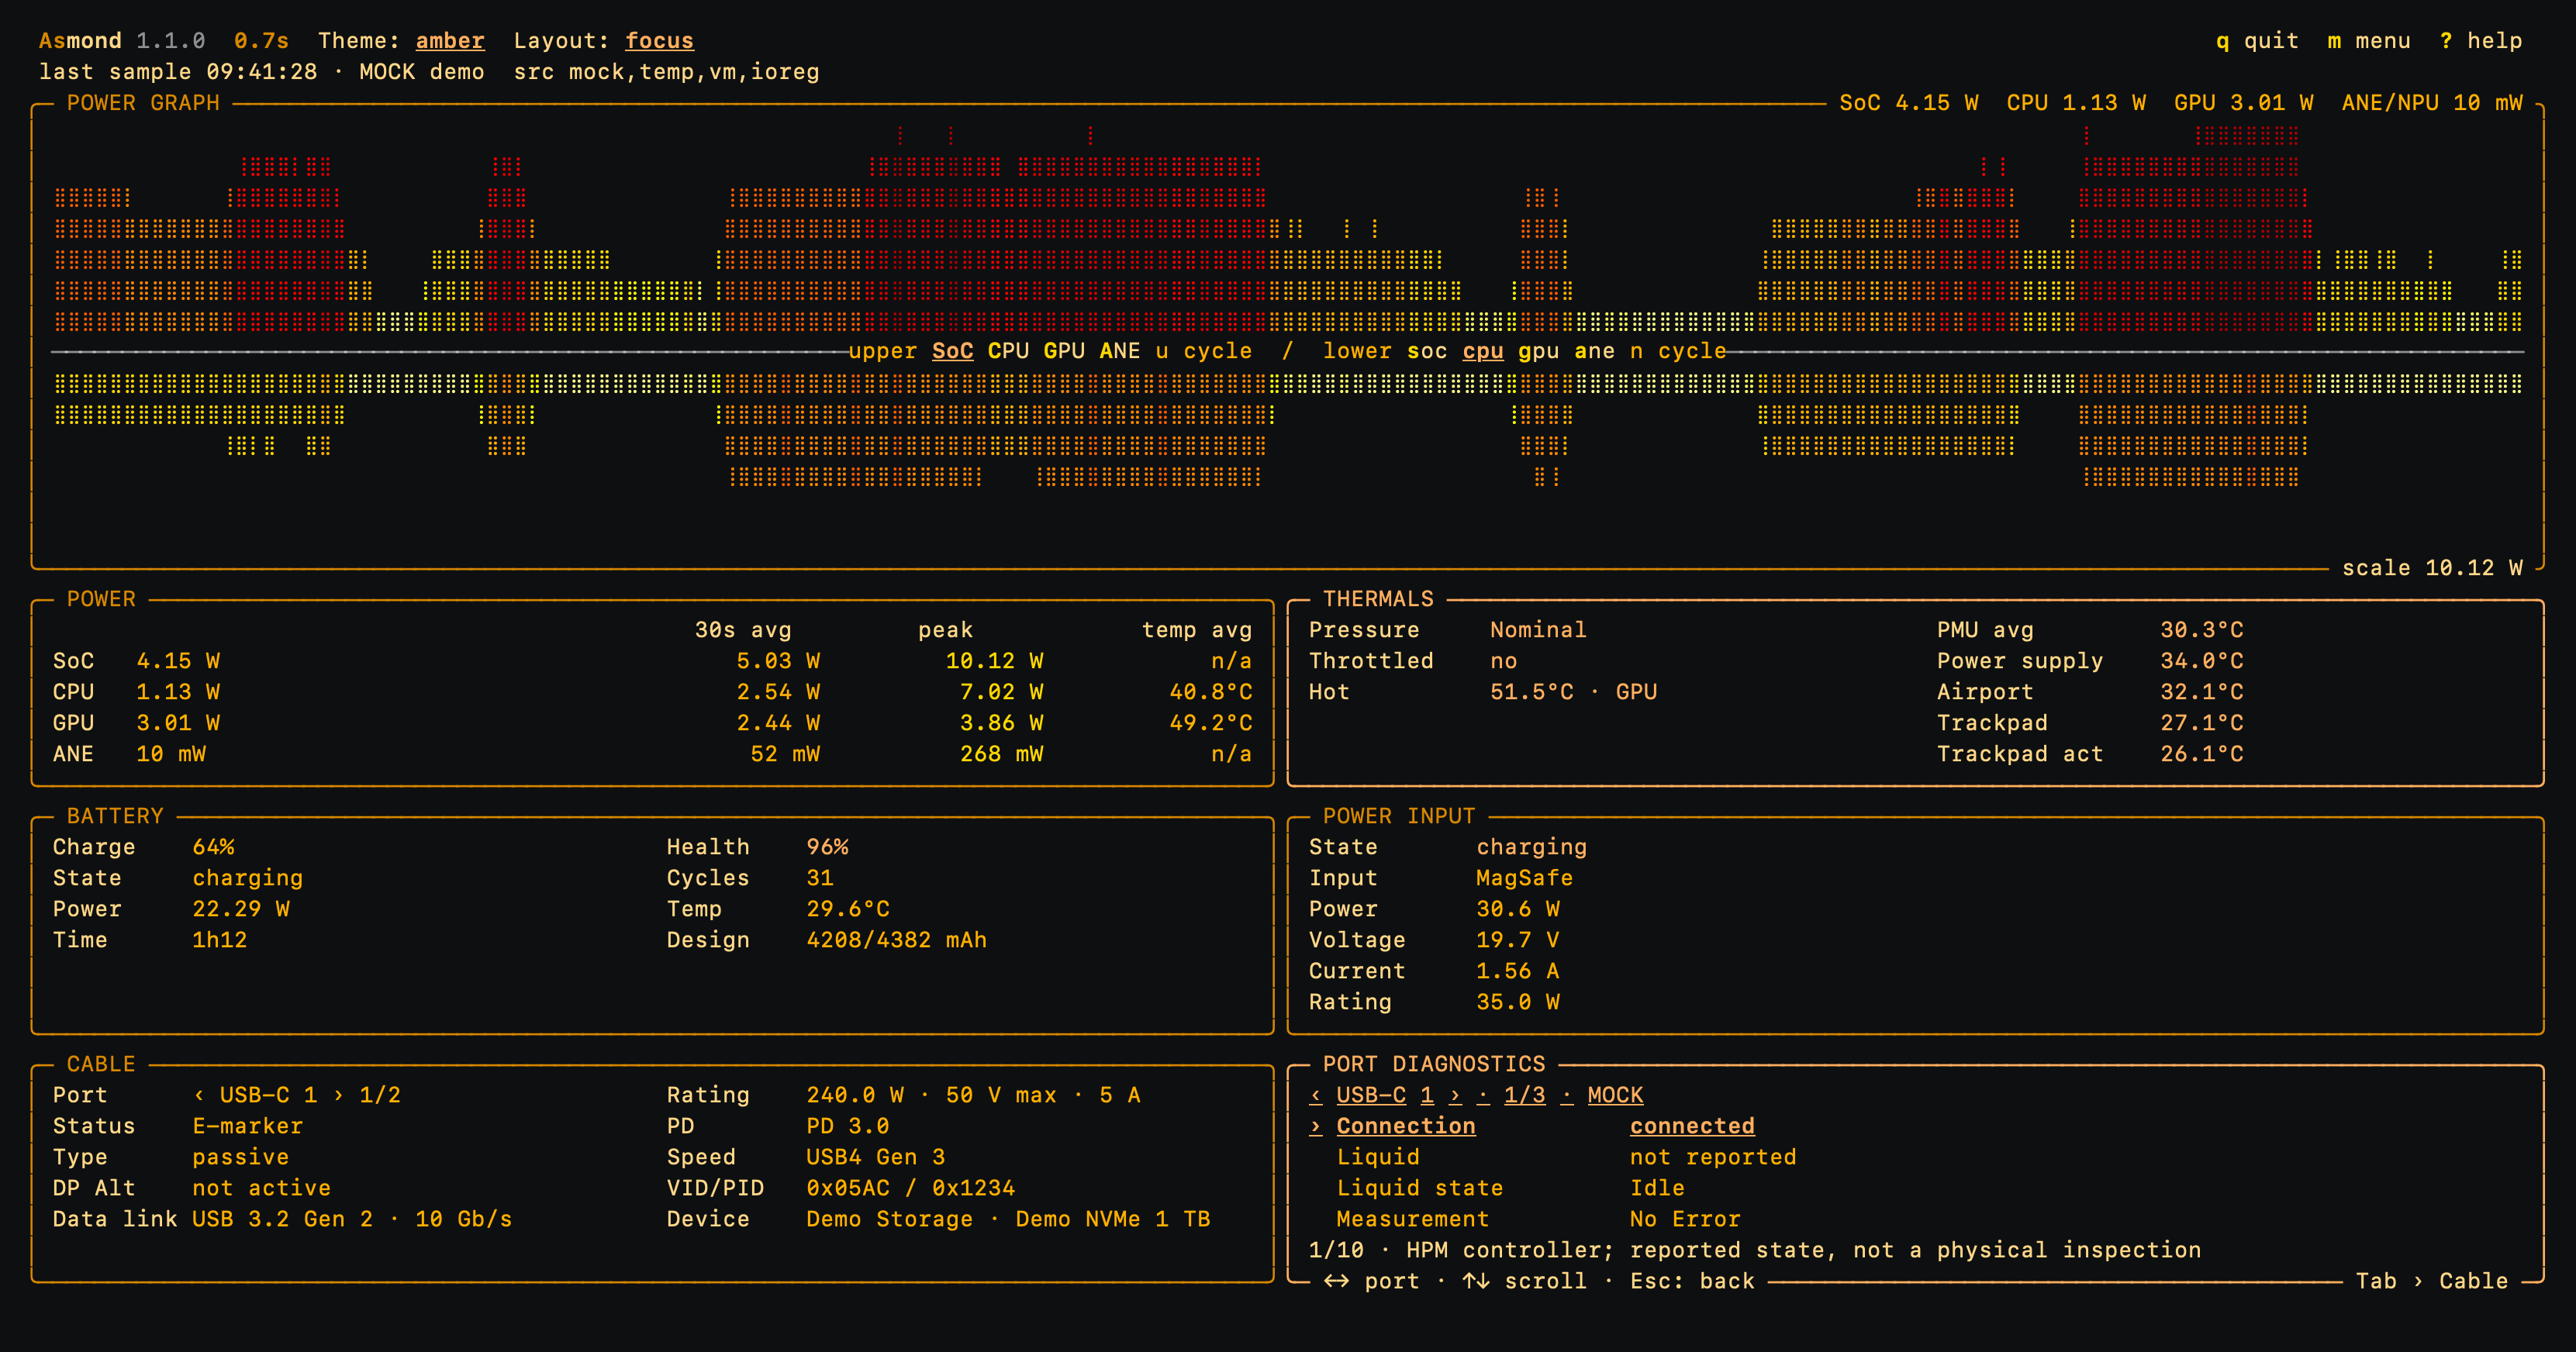 Asmond 1.1.0  0.7s  Theme: amber  Layout: focus  q quit  m menu  ? help
last sample 09:41:28 · MOCK demo  src mock,temp,vm,ioreg
POWER GRAPH  SoC 4.15 W  CPU 1.13 W  GPU 3.01 W  ANE/NPU 10 mW
upper SoC CPU GPU ANE u cycle  /  lower soc cpu gpu ane n cycle
scale 10.12 W
POWER
30s avg  peak  temp avg
SoC  4.15 W  5.03 W  10.12 W  n/a
CPU  1.13 W  2.54 W  7.02 W  40.8°C
GPU  3.01 W  2.44 W  3.86 W  49.2°C
ANE  10 mW  52 mW  268 mW  n/a
THERMALS
Pressure  Nominal  PMU avg  30.3°C
Throttled  no  Power supply  34.0°C
Hot  51.5°C · GPU  Airport  32.1°C
Trackpad  27.1°C
Trackpad act  26.1°C
BATTERY
Charge  64%  Health  96%
State  charging  Cycles  31
Power  22.29 W  Temp  29.6°C
Time  1h12  Design  4208/4382 mAh
POWER INPUT
State  charging
Input  MagSafe
Power  30.6 W
Voltage  19.7 V
Current  1.56 A
Rating  35.0 W
CABLE
Port  ‹ USB-C 1 › 1/2  Rating  240.0 W · 50 V max · 5 A
Status  E-marker  PD  PD 3.0
Type  passive  Speed  USB4 Gen 3
DP Alt  not active  VID/PID  0x05AC / 0x1234
Data link  USB 3.2 Gen 2 · 10 Gb/s  Device  Demo Storage · Demo NVMe 1 TB
PORT DIAGNOSTICS
‹ USB-C 1 › · 1/3 · MOCK
› Connection  connected
Liquid  not reported
Liquid state  Idle
Measurement  No Error
1/10 · HPM controller; reported state, not a physical inspection
↔ port · ↑↓ scroll · Esc: back  Tab › Cable